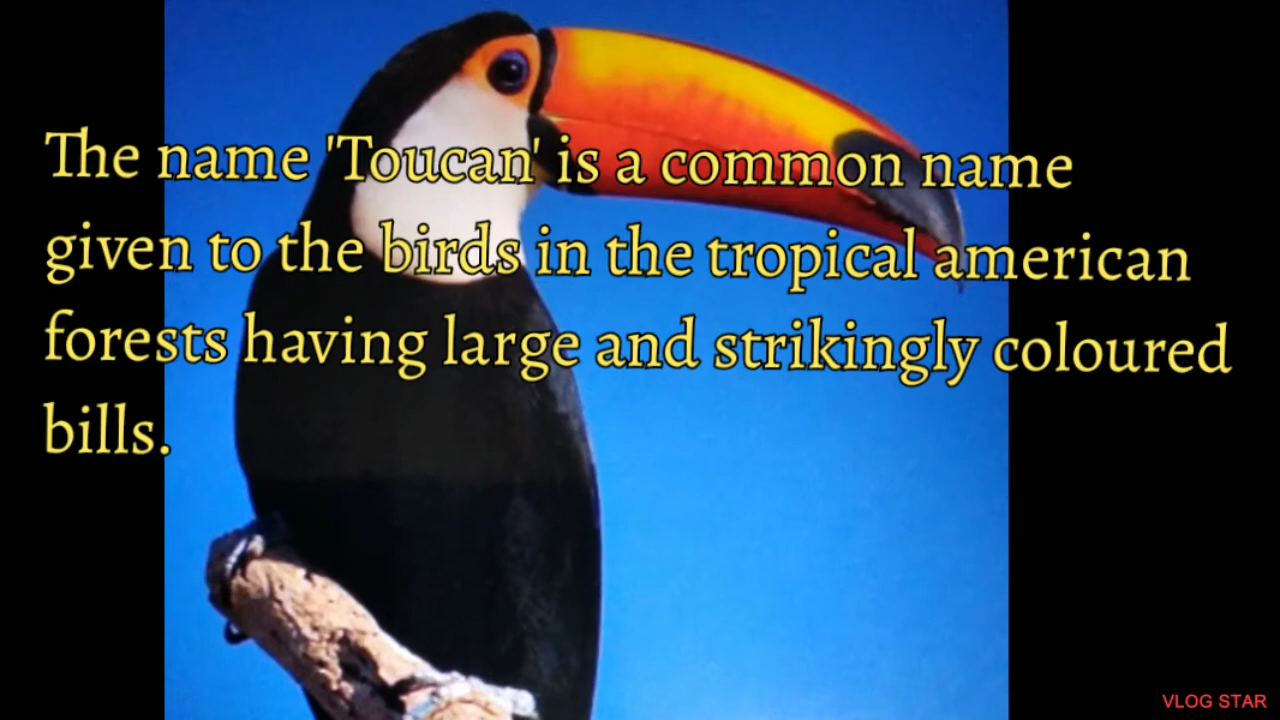 The name 'Toucan' is a common name
given to the birds in the tropical american
forests having large and strikingly coloured
bills.
VLOG STAR